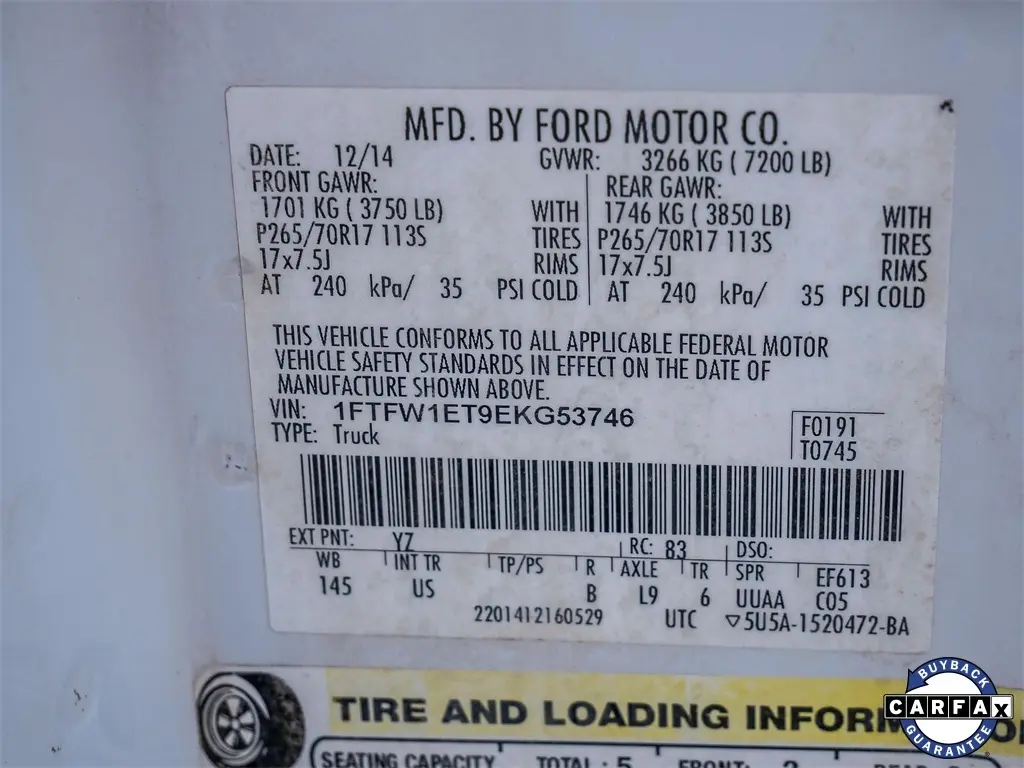 MFD. BY FORD MOTOR CO.
DATE: 12/14 GVWR: 3266 KG ( 7200 LB)
FRONT GAWR: REAR GAWR:
1701 KG ( 3750 LB) WITH 1746 KG ( 3850 LB) WITH
P265/70R17 113S TIRES P265/70R17 113S TIRES
17x7.5J RIMS 17x7.5J RIMS
AT 240 kPa/ 35 PSI COLD AT 240 kPa/ 35 PSI COLD
THIS VEHICLE CONFORMS TO ALL APPLICABLE FEDERAL MOTOR
VEHICLE SAFETY STANDARDS IN EFFECT ON THE DATE OF
MANUFACTURE SHOWN ABOVE.
VIN: 1FTFW1ET9EKG53746
TYPE: Truck
F0191
T0745
EXT PNT: YZ RC: 83 DSO:
WB INT TR TP/PS R AXLE TR SPR EF613
145 US B L9 6 UUAA C05
2201412160529 UTC ▽5U5A-1520472-BA
TIRE AND LOADING
SEATING CAPACITY TOTAL : 5 FRONT:
BUYBACK
CARFAX
GUARANTEE